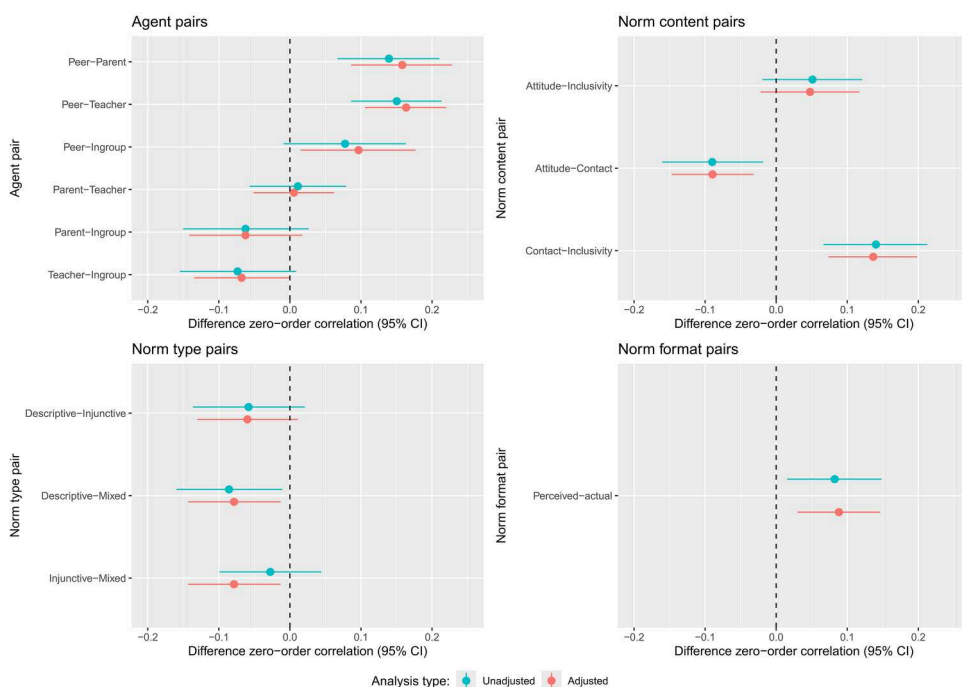 Agent pairs
Agent pair
Peer−Parent
Peer−Teacher
Peer−Ingroup
Parent−Teacher
Parent−Ingroup
Teacher−Ingroup
−0.2 −0.1 0.0 0.1 0.2
Difference zero−order correlation (95% CI)
Norm content pairs
Norm content pair
Attitude−Inclusivity
Attitude−Contact
Contact−Inclusivity
−0.2 −0.1 0.0 0.1 0.2
Difference zero−order correlation (95% CI)
Norm type pairs
Norm type pair
Descriptive−Injunctive
Descriptive−Mixed
Injunctive−Mixed
−0.2 −0.1 0.0 0.1 0.2
Difference zero−order correlation (95% CI)
Norm format pairs
Norm format pair
Perceived−actual
−0.2 −0.1 0.0 0.1 0.2
Difference zero−order correlation (95% CI)
Analysis type: Unadjusted Adjusted